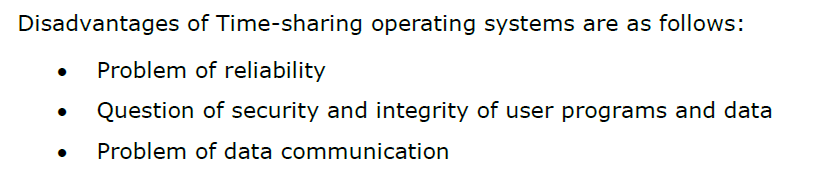 Disadvantages of Time-sharing operating systems are as follows:
• Problem of reliability
• Question of security and integrity of user programs and data
• Problem of data communication